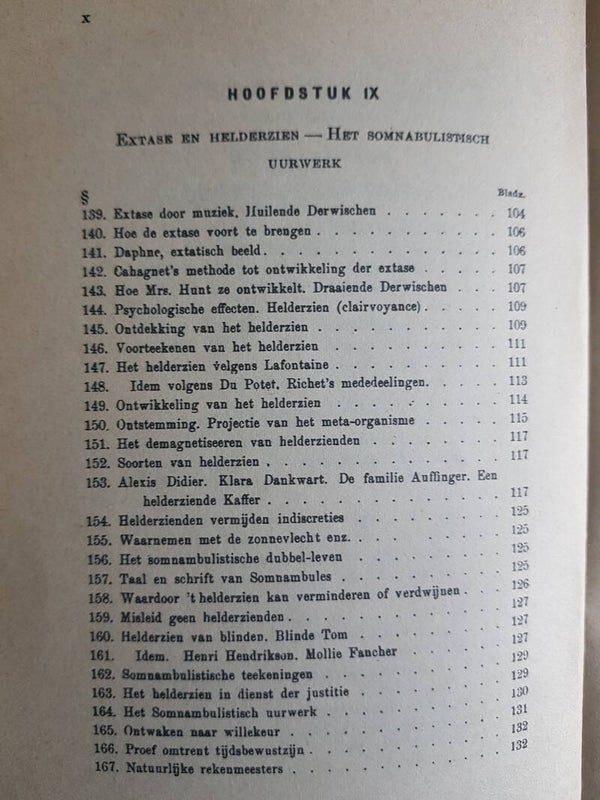 x
HOOFDSTUK IX
EXTASE EN HELDERZIEN — HET SOMNABULISTISCH
UURWERK
§ Bladz.
139. Extase door muziek. Huilende Derwischen . . . . . . . 104
140. Hoe de extase voort te brengen . . . . . . . . . . 106
141. Daphne, extatisch beeld . . . . . . . . . . . . . 106
142. Cahagnet's methode tot ontwikkeling der extase . . . . . 107
143. Hoe Mrs. Hunt ze ontwikkelt. Draaiende Derwischen . . . 107
144. Psychologische effecten. Helderzien (clairvoyance) . . . . . 109
145. Ontdekking van het helderzien . . . . . . . . . . 109
146. Voorteekenen van het helderzien . . . . . . . . . . 111
147. Het helderzien velgens Lafontaine . . . . . . . . . . 111
148. Idem volgens Du Potet. Richet's mededeelingen. . . . . . 113
149. Ontwikkeling van het helderzien . . . . . . . . . . 114
150. Ontstemming. Projectie van het meta-organisme . . . . . 115
151. Het demagnetiseeren van helderzienden . . . . . . . . 117
152. Soorten van helderzien . . . . . . . . . . . . . 117
153. Alexis Didier. Klara Dankwart. De familie Auffinger. Een
helderziende Kaffer . . . . . . . . . . . . . 117
154. Helderzienden vermijden indiscreties . . . . . . . . . 125
155. Waarnemen met de zonnevlecht enz. . . . . . . . . . 125
156. Het somnambulistische dubbel-leven . . . . . . . . . 125
157. Taal en schrift van Somnambules . . . . . . . . . . 125
158. Waardoor 't helderzien kan verminderen of verdwijnen . . . 126
159. Misleid geen helderzienden . . . . . . . . . . . . 127
160. Helderzien van blinden. Blinde Tom . . . . . . . . . 127
161. Idem. Henri Hendrikson. Mollie Fancher . . . . . . . 127
162. Somnambulistische teekeningen . . . . . . . . . . . 129
163. Het helderzien in dienst der justitie . . . . . . . . . 129
164. Het Somnambulistisch uurwerk . . . . . . . . . . . 130
165. Ontwaken naar willekeur . . . . . . . . . . . . . 131
166. Proef omtrent tijdsbewustzijn . . . . . . . . . . . 132
167. Natuurlijke rekenmeesters . . . . . . . . . . . . 132